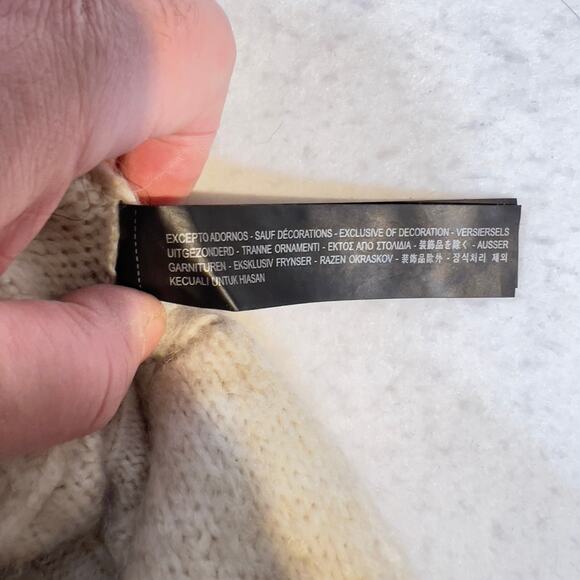 EXCEPTO ADORNOS - SAUF DÉCORATIONS - EXCLUSIVE OF DECORATION - VERSIERSELS
UITGEZONDERD - TRANNE ORNAMENTI - ΕΚΤΟΣ ΑΠΟ ΣΤΟΛΙΔΙΑ - 装飾品を除く - AUSSER
GARNITUREN - EKSKLUSIV FRYNSER - RAZEN OKRASKOV - 装饰品除外 - 장식처리 제외
KECUALI UNTUK HIASAN